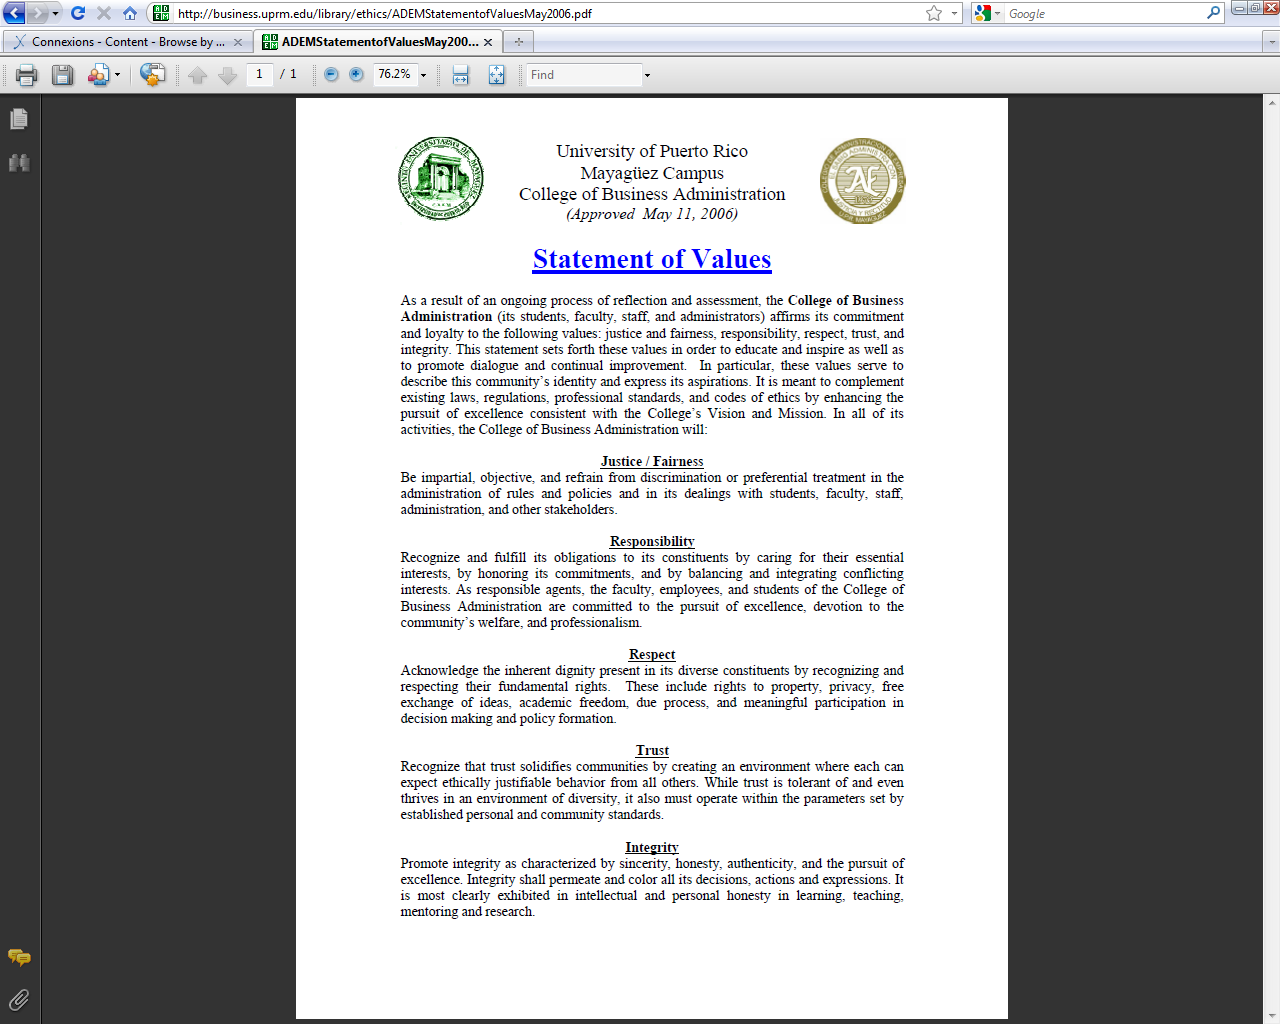 http://business.uprm.edu/library/ethics/ADEMStatementofValuesMay2006.pdf
Google
Connexions - Content - Browse by ...
ADEMStatementofValuesMay200...
1 / 1
76.2%
Find
University of Puerto Rico
Mayagüez Campus
College of Business Administration
(Approved May 11, 2006)
Statement of Values
As a result of an ongoing process of reflection and assessment, the College of Business
Administration (its students, faculty, staff, and administrators) affirms its commitment
and loyalty to the following values: justice and fairness, responsibility, respect, trust, and
integrity. This statement sets forth these values in order to educate and inspire as well as
to promote dialogue and continual improvement. In particular, these values serve to
describe this community's identity and express its aspirations. It is meant to complement
existing laws, regulations, professional standards, and codes of ethics by enhancing the
pursuit of excellence consistent with the College's Vision and Mission. In all of its
activities, the College of Business Administration will:
Justice / Fairness
Be impartial, objective, and refrain from discrimination or preferential treatment in the
administration of rules and policies and in its dealings with students, faculty, staff,
administration, and other stakeholders.
Responsibility
Recognize and fulfill its obligations to its constituents by caring for their essential
interests, by honoring its commitments, and by balancing and integrating conflicting
interests. As responsible agents, the faculty, employees, and students of the College of
Business Administration are committed to the pursuit of excellence, devotion to the
community's welfare, and professionalism.
Respect
Acknowledge the inherent dignity present in its diverse constituents by recognizing and
respecting their fundamental rights. These include rights to property, privacy, free
exchange of ideas, academic freedom, due process, and meaningful participation in
decision making and policy formation.
Trust
Recognize that trust solidifies communities by creating an environment where each can
expect ethically justifiable behavior from all others. While trust is tolerant of and even
thrives in an environment of diversity, it also must operate within the parameters set by
established personal and community standards.
Integrity
Promote integrity as characterized by sincerity, honesty, authenticity, and the pursuit of
excellence. Integrity shall permeate and color all its decisions, actions and expressions. It
is most clearly exhibited in intellectual and personal honesty in learning, teaching,
mentoring and research.